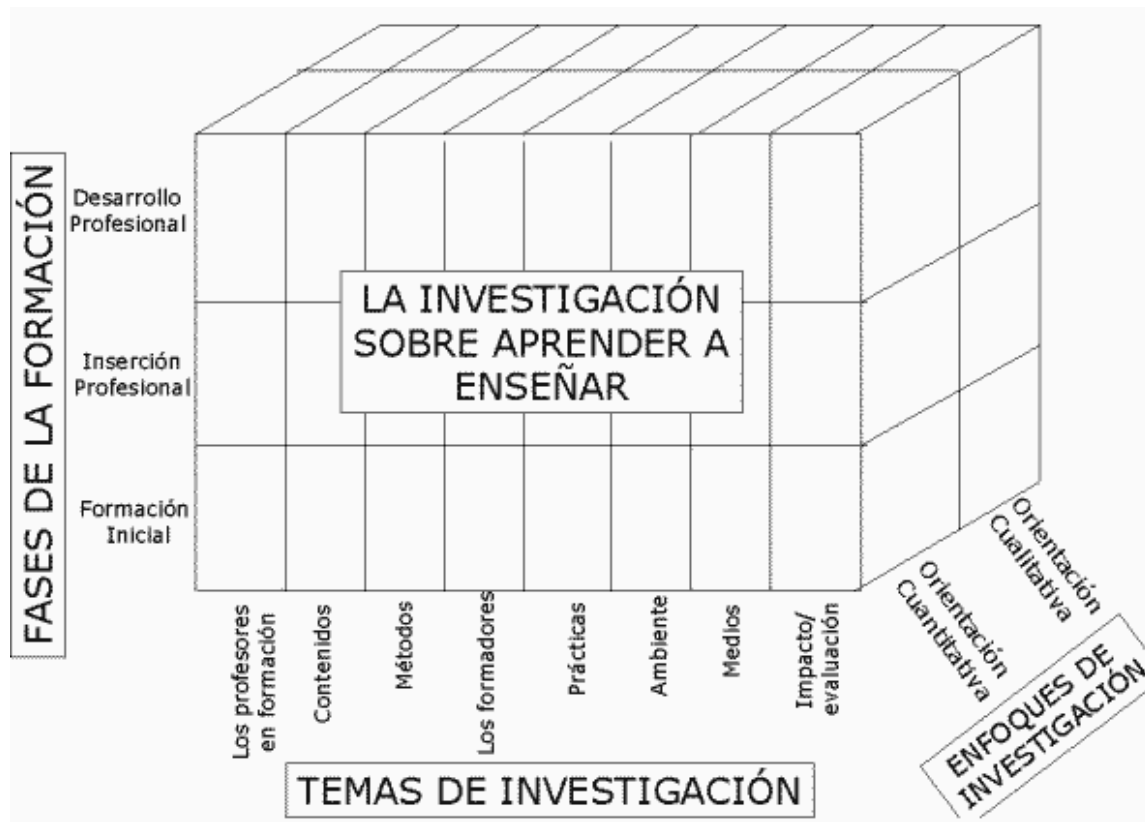 FASES DE LA FORMACIÓN
Desarrollo
Profesional
Inserción
Profesional
Formación
Inicial
LA INVESTIGACIÓN
SOBRE APRENDER A
ENSEÑAR
Los profesores
en formación
Contenidos
Métodos
Los formadores
Prácticas
Ambiente
Medios
Impacto/
evaluación
TEMAS DE INVESTIGACIÓN
Orientación
Cuantitativa
Orientación
Cualitativa
ENFOQUES DE
INVESTIGACIÓN